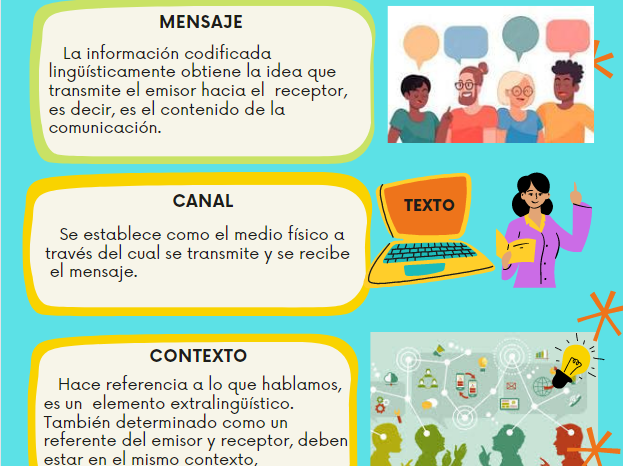 MENSAJE
La información codificada
lingüísticamente obtiene la idea que
transmite el emisor hacia el receptor,
es decir, es el contenido de la
comunicación.
CANAL
Se establece como el medio físico a
través del cual se transmite y se recibe
el mensaje.
TEXTO
CONTEXTO
Hace referencia a lo que hablamos,
es un elemento extralingüístico.
También determinado como un
referente del emisor y receptor, deben
estar en el mismo contexto,